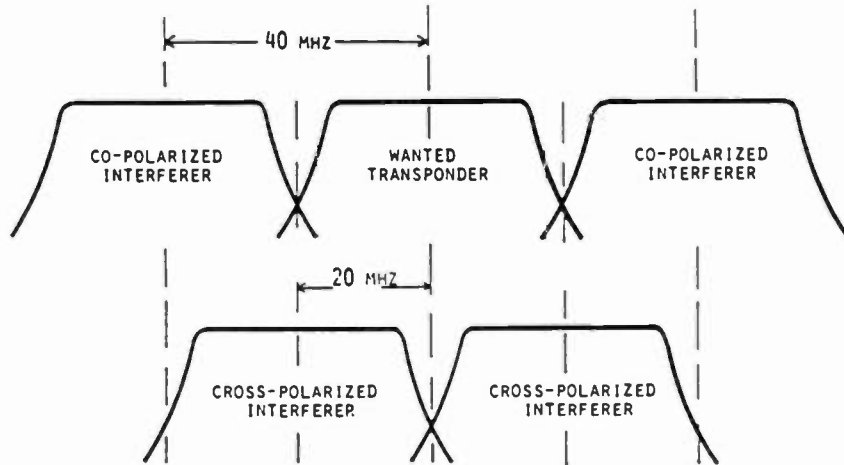 40 MHZ
CO-POLARIZED
INTERFERER
WANTED
TRANSPONDER
CO-POLARIZED
INTERFERER
20 MHZ
CROSS-POLARIZED
INTERFERER
CROSS-POLARIZED
INTERFERER